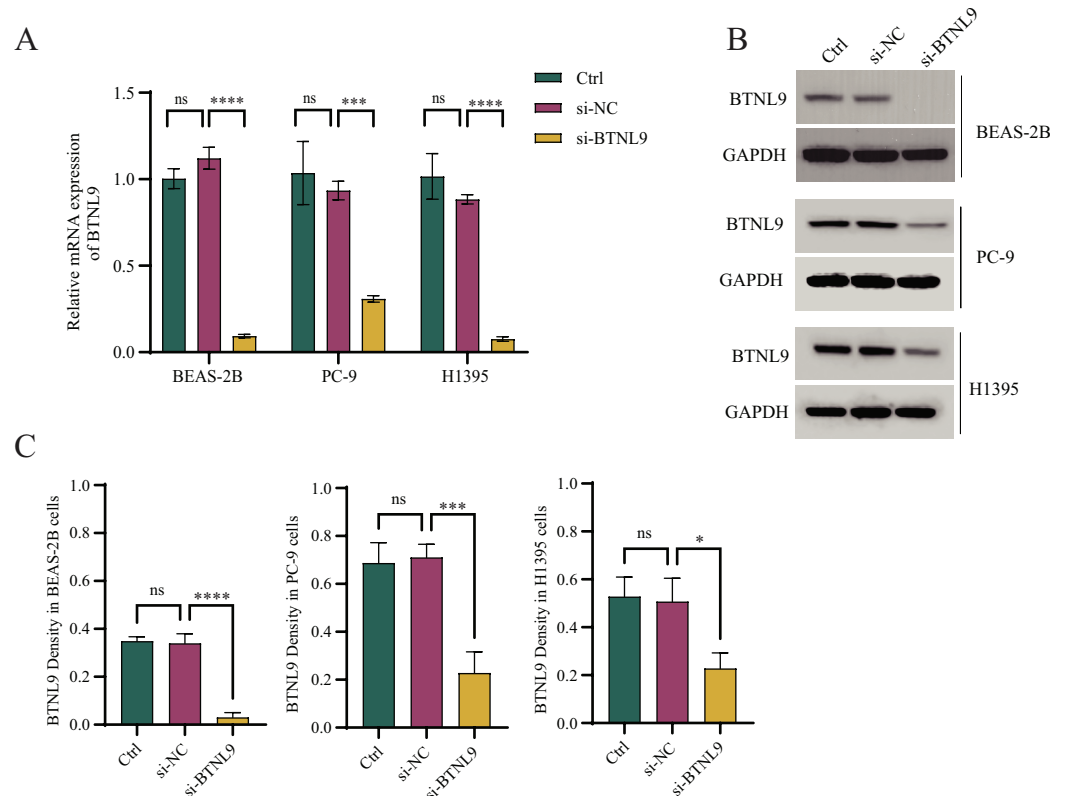 A
Ctrl
si-NC
si-BTNL9
Relative mRNA expression
of BTNL9
1.5
1.0
0.5
0.0
ns
****
ns
***
ns
****
BEAS-2B
PC-9
H1395
B
Ctrl
si-NC
si-BTNL9
BTNL9
GAPDH
BEAS-2B
BTNL9
GAPDH
PC-9
BTNL9
GAPDH
H1395
C
BTNL9 Density in BEAS-2B cells
1.0
0.8
0.6
0.4
0.2
0.0
ns
****
Ctrl
si-NC
si-BTNL9
BTNL9 Density in PC-9 cells
1.0
0.8
0.6
0.4
0.2
0.0
ns
***
Ctrl
si-NC
si-BTNL9
BTNL9 Density in H1395 cells
1.0
0.8
0.6
0.4
0.2
0.0
ns
*
Ctrl
si-NC
si-BTNL9